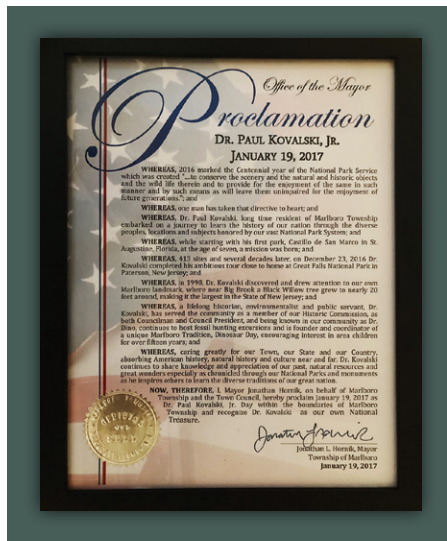 Office of the Mayor
Proclamation
DR. PAUL KOVALSKI, JR.
JANUARY 19, 2017
WHEREAS, 2016 marked the Centennial year of the National Park Service
which was created "...to conserve the scenery and the natural and historic objects
and the wild life therein and to provide for the enjoyment of the same in such
manner and by such means as will leave them unimpaired for the enjoyment of
future generations."; and
WHEREAS, one man has taken that directive to heart; and
WHEREAS, Dr. Paul Kovalski, long time resident of Marlboro Township
embarked on a journey to learn the history of our nation through the diverse
peoples, locations and subjects honored by our vast National Park System; and
WHEREAS, while starting with his first park, Castillo de San Marco in St.
Augustine, Florida, at the age of seven, a mission was born; and
WHEREAS, 413 sites and several decades later, on December 23, 2016 Dr.
Kovalski completed his ambitious tour close to home at Great Falls National Park in
Paterson, New Jersey; and
WHEREAS, in 1990, Dr. Kovalski discovered and drew attention to our own
Marlboro landmark, where near Big Brook a Black Willow tree grew to nearly 20
feet around, making it the largest in the State of New Jersey; and
WHEREAS, a lifelong historian, environmentalist and public servant, Dr.
Kovalski, has served the community as a member of our Historic Commission, as
both Councilman and Council President, and being known in our community as Dr.
Dino, continues to host fossil hunting excursions and is founder and coordinator of
a unique Marlboro Tradition, Dinosaur Day, encouraging interest in area children
for over fifteen years; and
WHEREAS, caring greatly for our Town, our State and our Country,
absorbing American history, natural history and culture near and far, Dr. Kovalski
continues to share knowledge and appreciation of our past, natural resources and
great wonders especially as chronicled through our National Parks and monuments
as he inspires others to learn the diverse traditions of our great nation.
NOW, THEREFORE, I, Mayor Jonathan Hornik, on behalf of Marlboro
Township and the Town Council, hereby proclaim January 19, 2017 as
Dr. Paul Kovalski, Jr. Day within the boundaries of Marlboro
Township and recognize Dr. Kovalski as our own National
Treasure.
OFFICIAL
SEAL
Jonathan L. Hornik, Mayor
Township of Marlboro
January 19, 2017